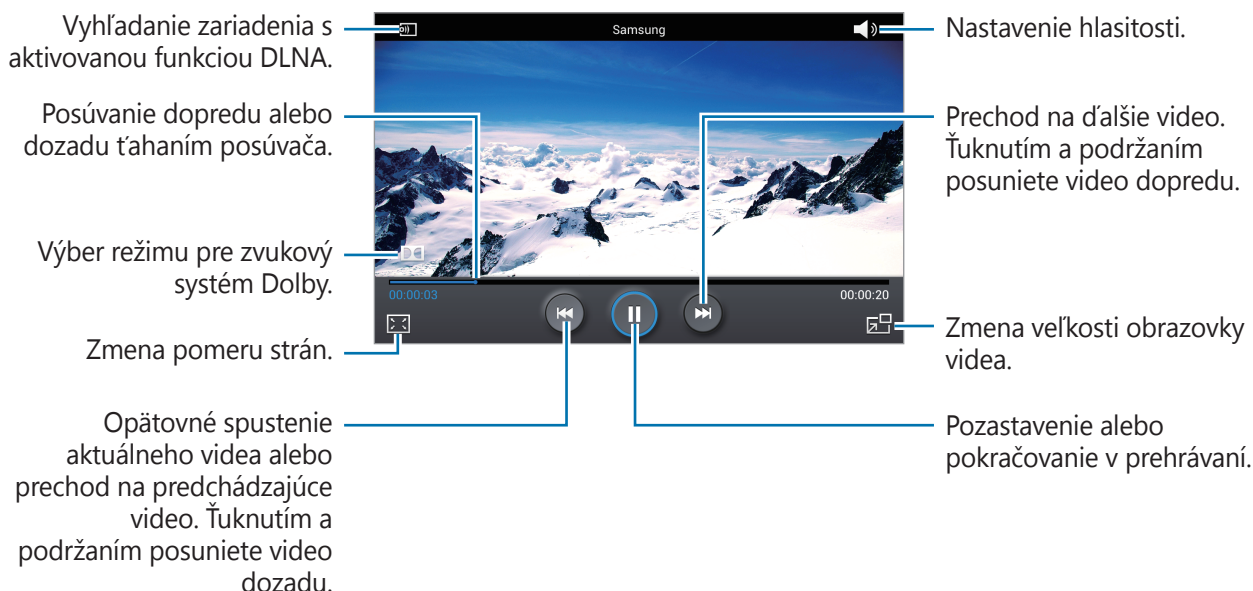 Vyhľadanie zariadenia s
aktivovanou funkciou DLNA.
Posúvanie dopredu alebo
dozadu ťahaním posúvača.
Výber režimu pre zvukový
systém Dolby.
Zmena pomeru strán.
Opätovné spustenie
aktuálneho videa alebo
prechod na predchádzajúce
video. Ťuknutím a
podržaním posuniete video
dozadu.
Samsung
00:00:03
00:00:20
Nastavenie hlasitosti.
Prechod na ďalšie video.
Ťuknutím a podržaním
posuniete video dopredu.
Zmena veľkosti obrazovky
videa.
Pozastavenie alebo
pokračovanie v prehrávaní.